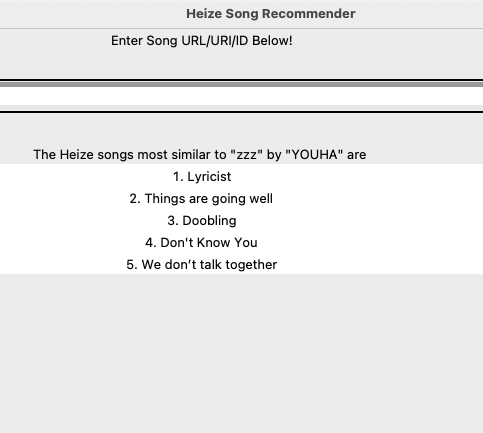 Heize Song Recommender
Enter Song URL/URI/ID Below!
The Heize songs most similar to "zzz" by "YOUHA" are
1. Lyricist
2. Things are going well
3. Doobling
4. Don't Know You
5. We don’t talk together